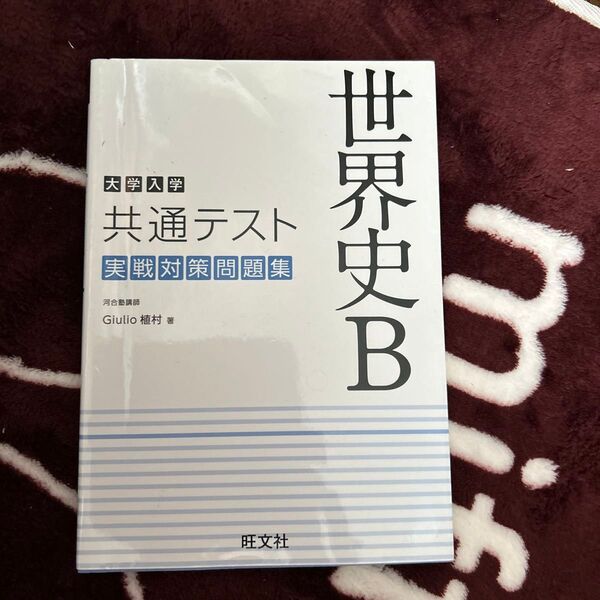 世界史B
大学入学
共通テスト
実戦対策問題集
河合塾講師
Giulio 植村 著
旺文社
mif